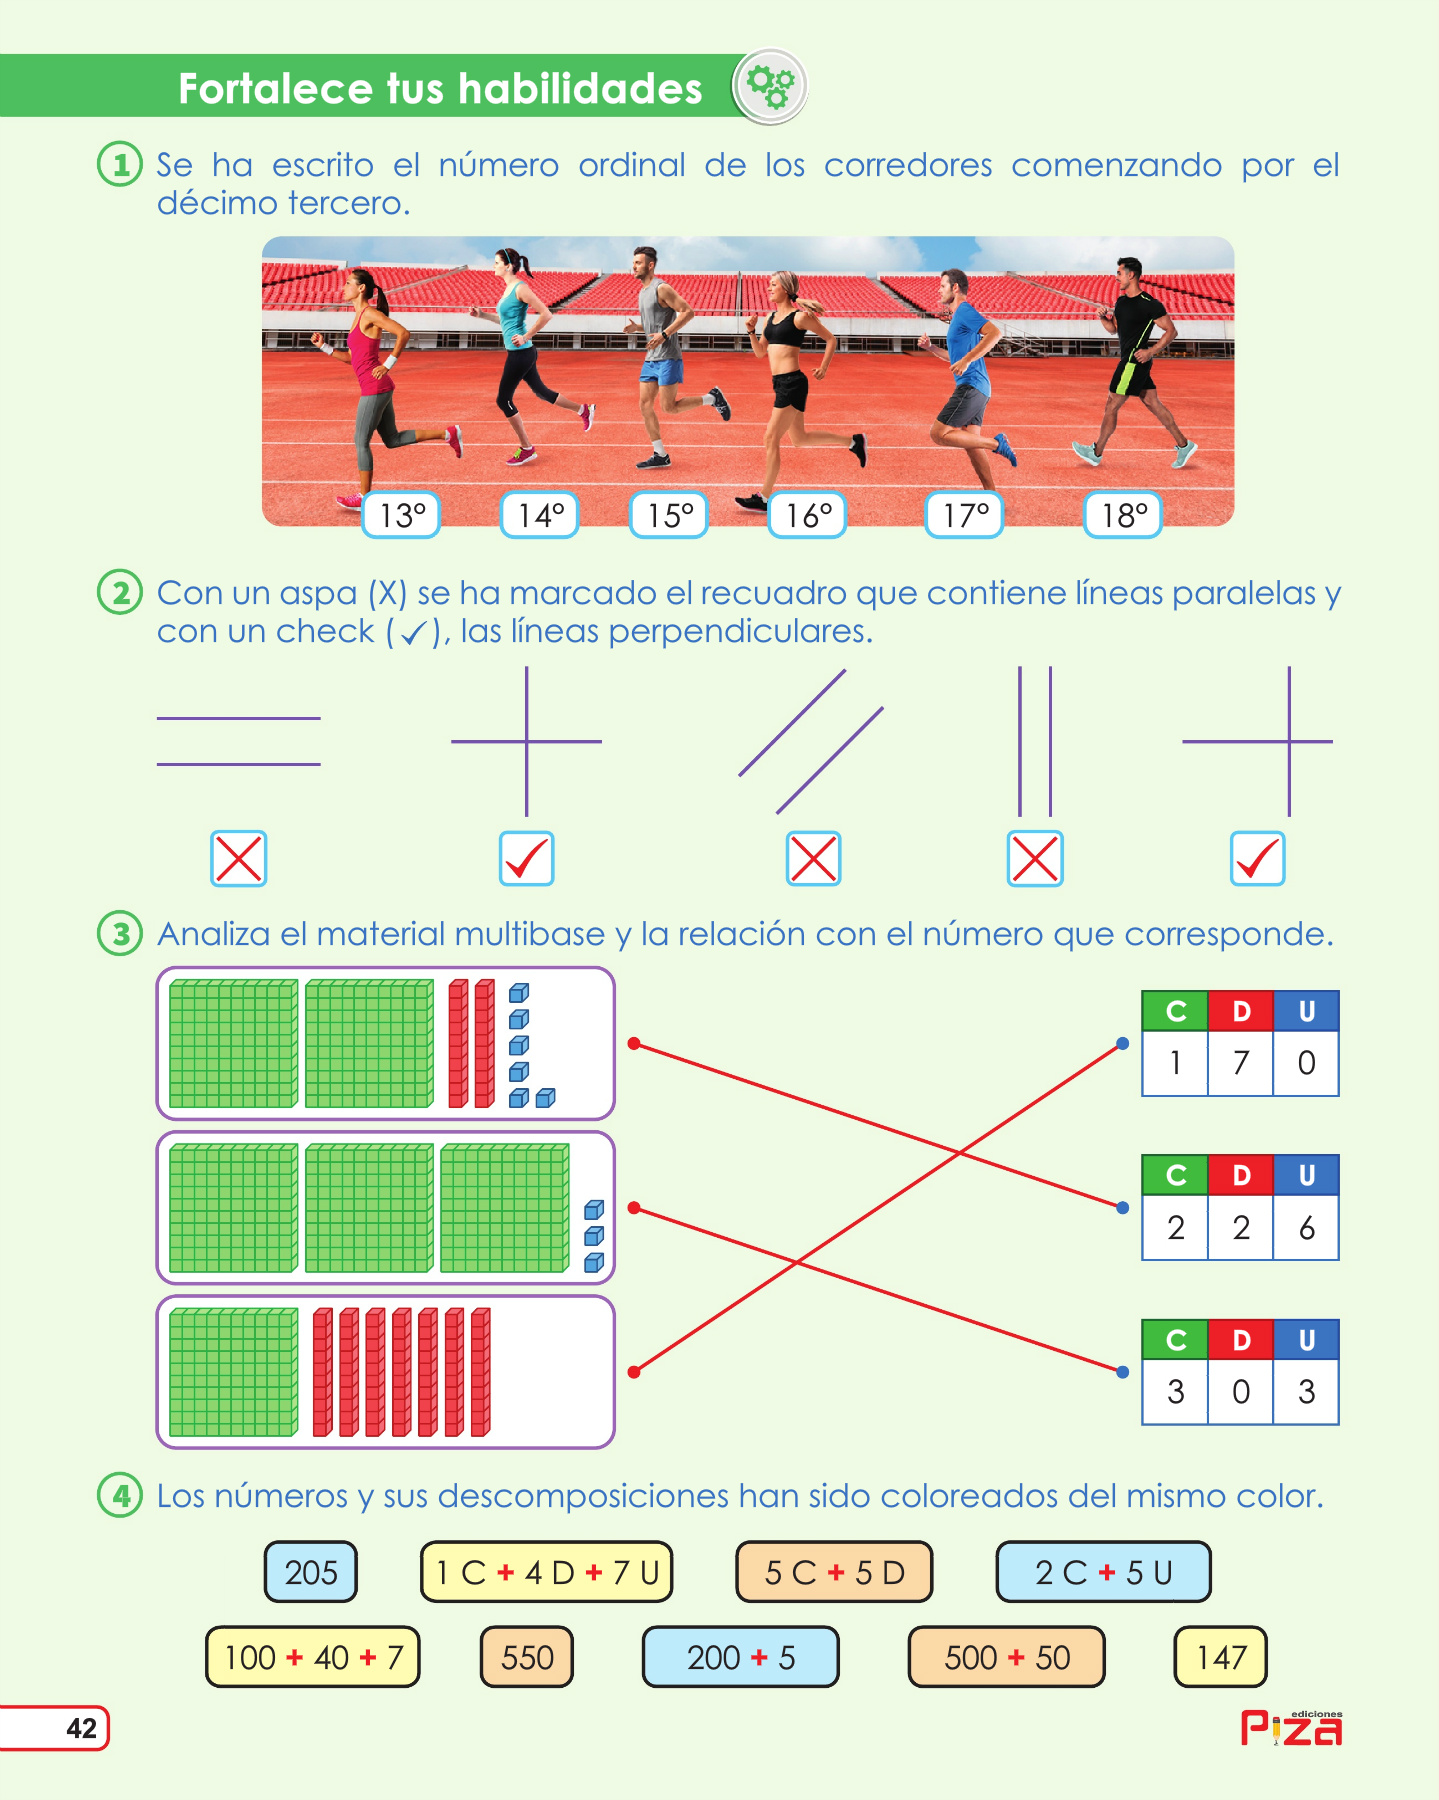 Fortalece tus habilidades
1 Se ha escrito el número ordinal de los corredores comenzando por el
décimo tercero.
13° 14° 15° 16° 17° 18°
2 Con un aspa (X) se ha marcado el recuadro que contiene líneas paralelas y
con un check (✓), las líneas perpendiculares.
3 Analiza el material multibase y la relación con el número que corresponde.
C D U
1 7 0
C D U
2 2 6
C D U
3 0 3
4 Los números y sus descomposiciones han sido coloreados del mismo color.
205 1 C + 4 D + 7 U 5 C + 5 D 2 C + 5 U
100 + 40 + 7 550 200 + 5 500 + 50 147
42
ediciones
Piza